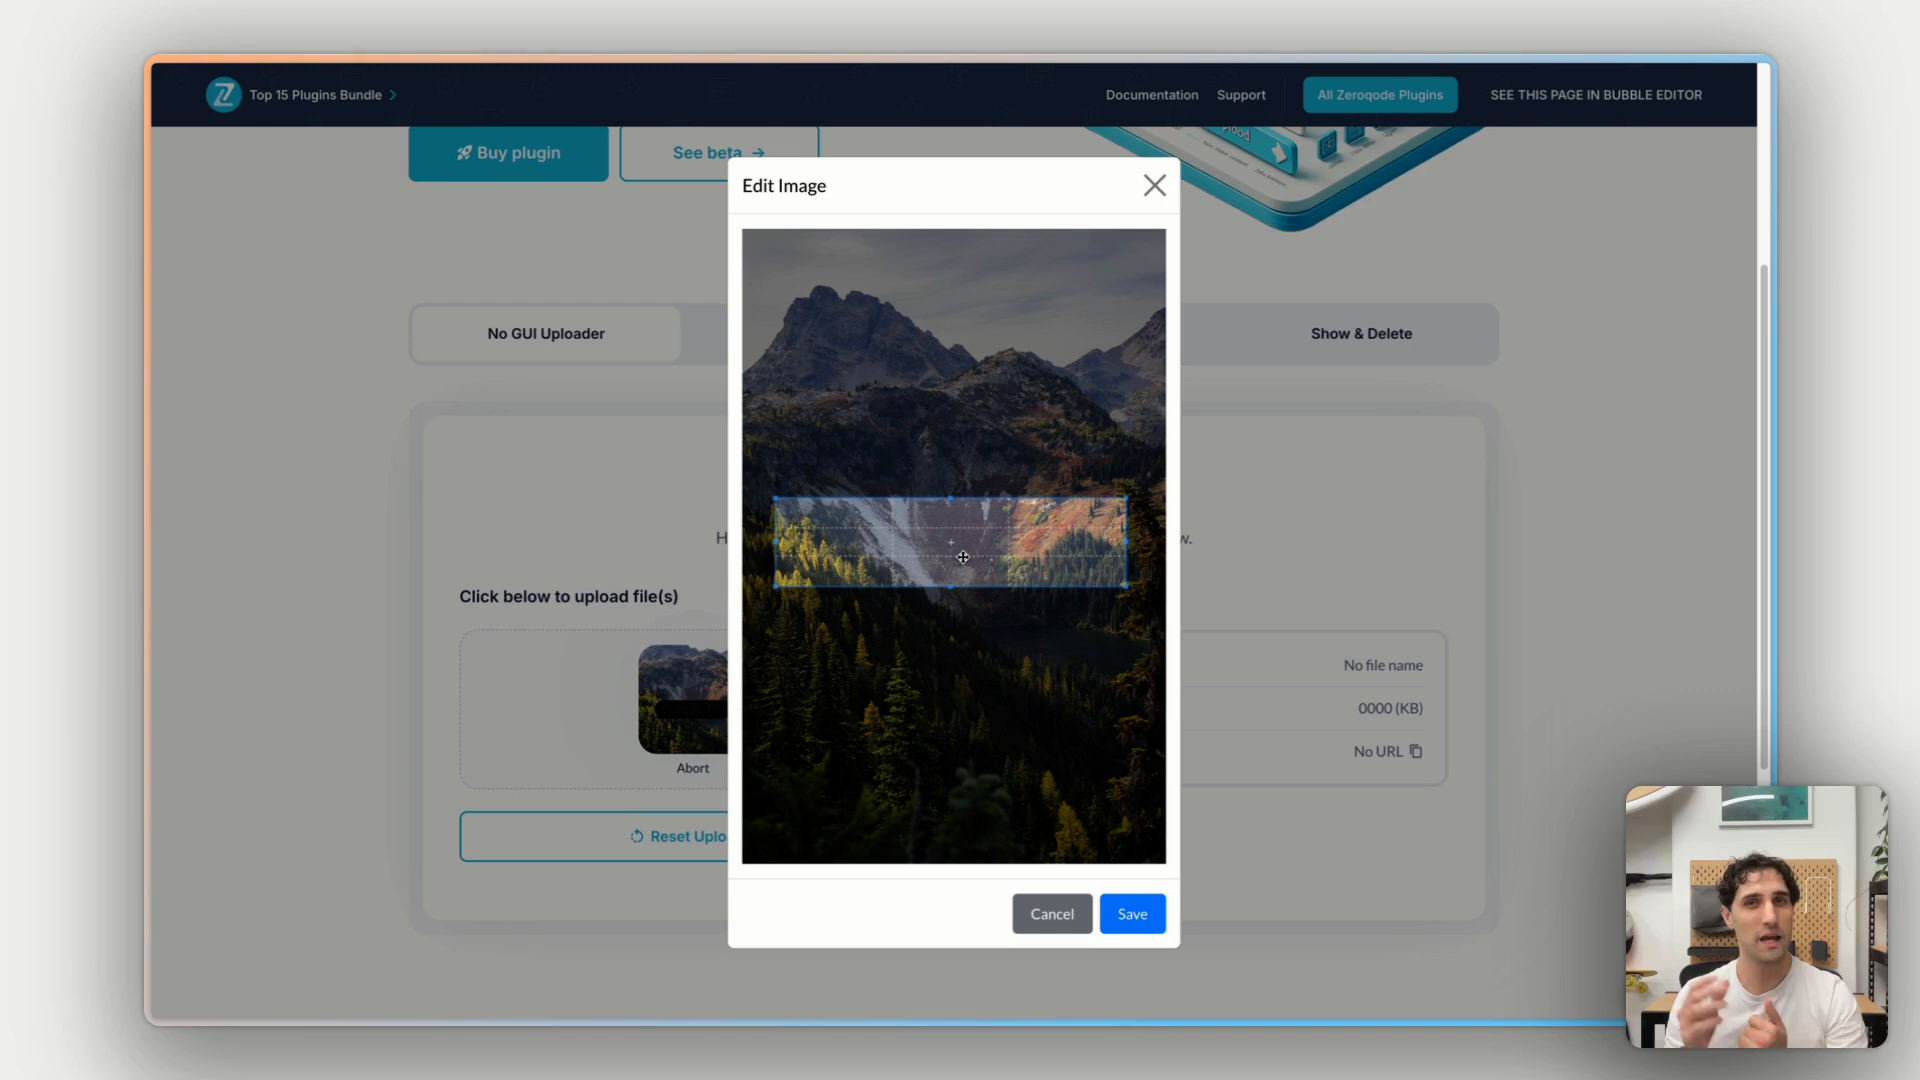 Top 15 Plugins Bundle
Documentation
Support
All Zeroqode Plugins
SEE THIS PAGE IN BUBBLE EDITOR
Flood
Buy plugin
See beta
Edit Image
No GUI Uploader
Show & Delete
H
w.
Click below to upload file(s)
No file name
0000 (KB)
No URL
Abort
Reset Uplo
Cancel
Save